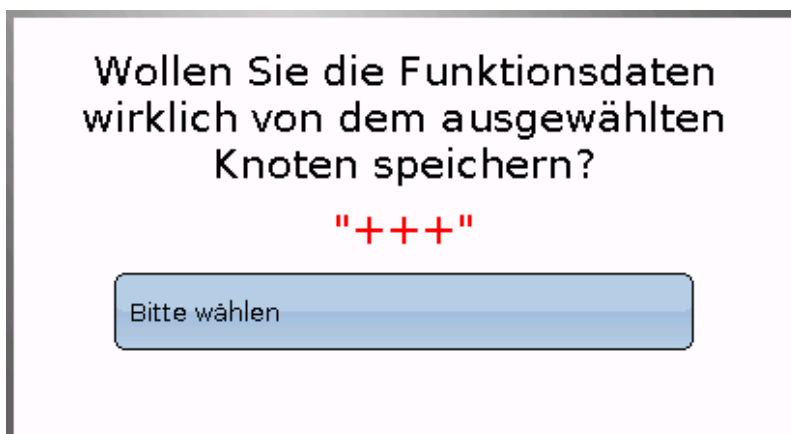 Wollen Sie die Funktionsdaten
wirklich von dem ausgewählten
Knoten speichern?
"+++"
Bitte wählen